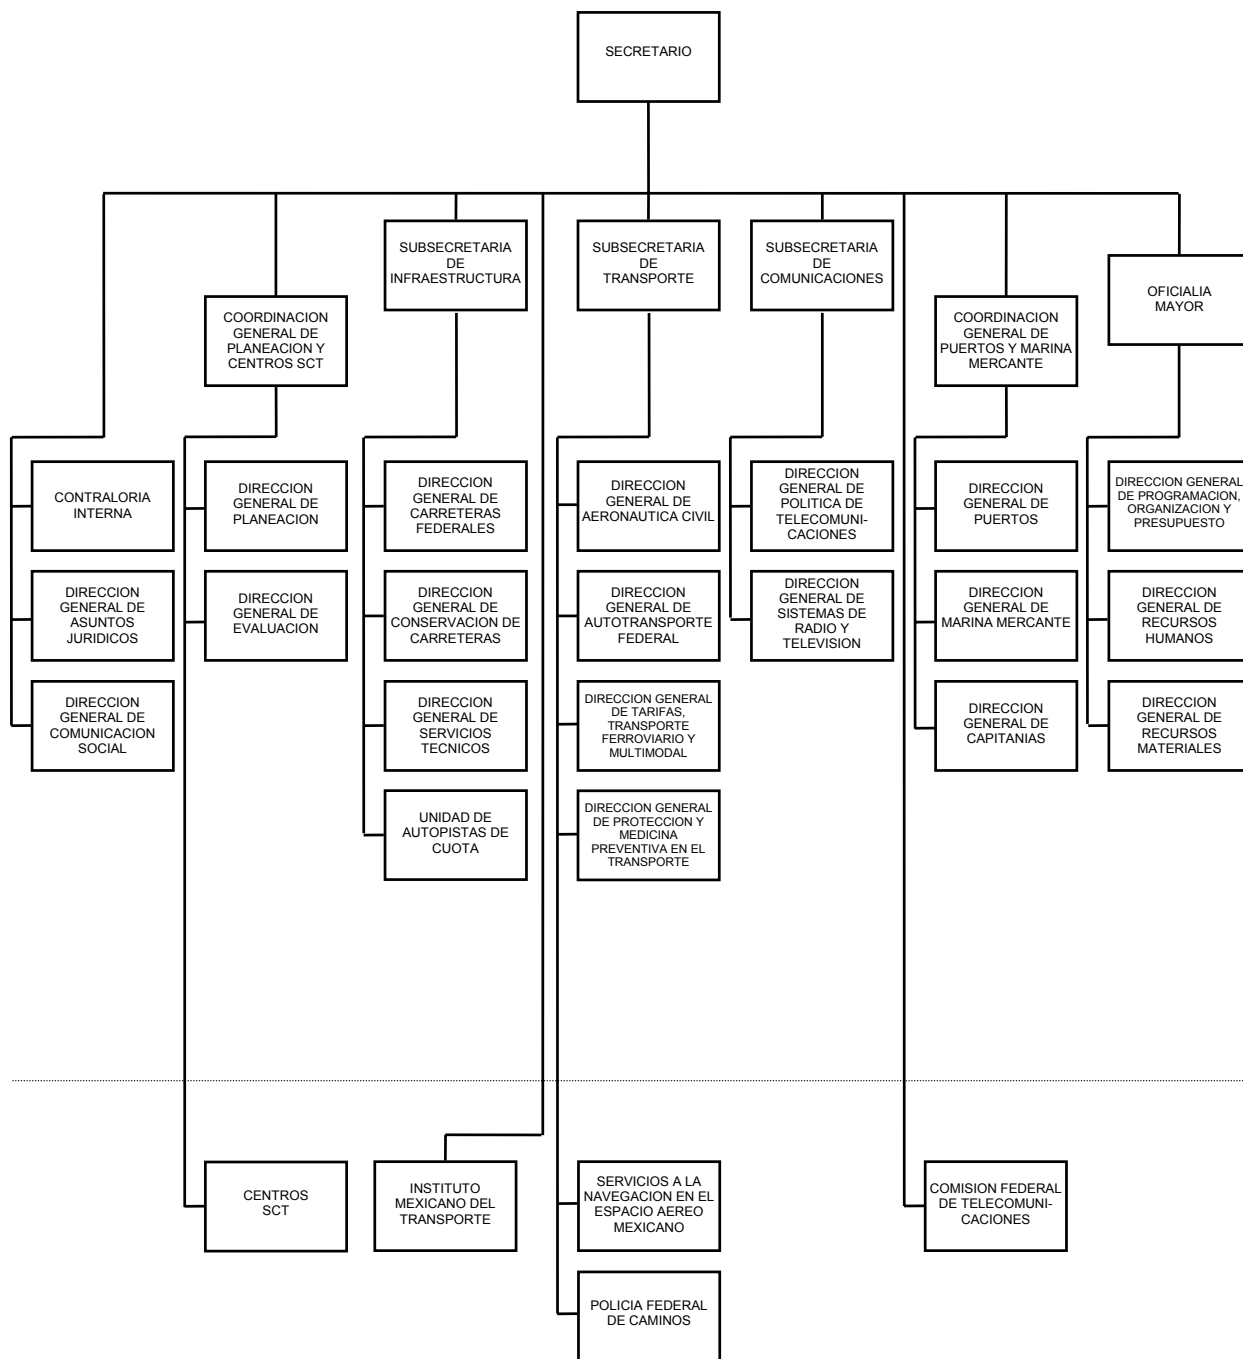 SECRETARIO
SUBSECRETARIA
DE
INFRAESTRUCTURA
SUBSECRETARIA
DE
TRANSPORTE
SUBSECRETARIA
DE
COMUNICACIONES
OFICIALIA
MAYOR
COORDINACION
GENERAL DE
PLANEACION Y
CENTROS SCT
COORDINACION
GENERAL DE
PUERTOS Y MARINA
MERCANTE
CONTRALORIA
INTERNA
DIRECCION
GENERAL DE
PLANEACION
DIRECCION
GENERAL DE
CARRETERAS
FEDERALES
DIRECCION
GENERAL DE
AERONAUTICA CIVIL
DIRECCION
GENERAL DE
POLITICA DE
TELECOMUNI-
CACIONES
DIRECCION
GENERAL DE
PUERTOS
DIRECCION GENERAL
DE PROGRAMACION,
ORGANIZACION Y
PRESUPUESTO
DIRECCION
GENERAL DE
ASUNTOS
JURIDICOS
DIRECCION
GENERAL DE
EVALUACION
DIRECCION
GENERAL DE
CONSERVACION DE
CARRETERAS
DIRECCION
GENERAL DE
AUTOTRANSPORTE
FEDERAL
DIRECCION
GENERAL DE
SISTEMAS DE
RADIO Y
TELEVISION
DIRECCION
GENERAL DE
MARINA MERCANTE
DIRECCION
GENERAL DE
RECURSOS
HUMANOS
DIRECCION
GENERAL DE
COMUNICACION
SOCIAL
DIRECCION
GENERAL DE
SERVICIOS
TECNICOS
DIRECCION GENERAL
DE TARIFAS,
TRANSPORTE
FERROVIARIO Y
MULTIMODAL
DIRECCION
GENERAL DE
CAPITANIAS
DIRECCION
GENERAL DE
RECURSOS
MATERIALES
UNIDAD DE
AUTOPISTAS DE
CUOTA
DIRECCION GENERAL
DE PROTECCION Y
MEDICINA
PREVENTIVA EN EL
TRANSPORTE
CENTROS
SCT
INSTITUTO
MEXICANO DEL
TRANSPORTE
SERVICIOS A LA
NAVEGACION EN EL
ESPACIO AEREO
MEXICANO
COMISION FEDERAL
DE TELECOMUNI-
CACIONES
POLICIA FEDERAL
DE CAMINOS